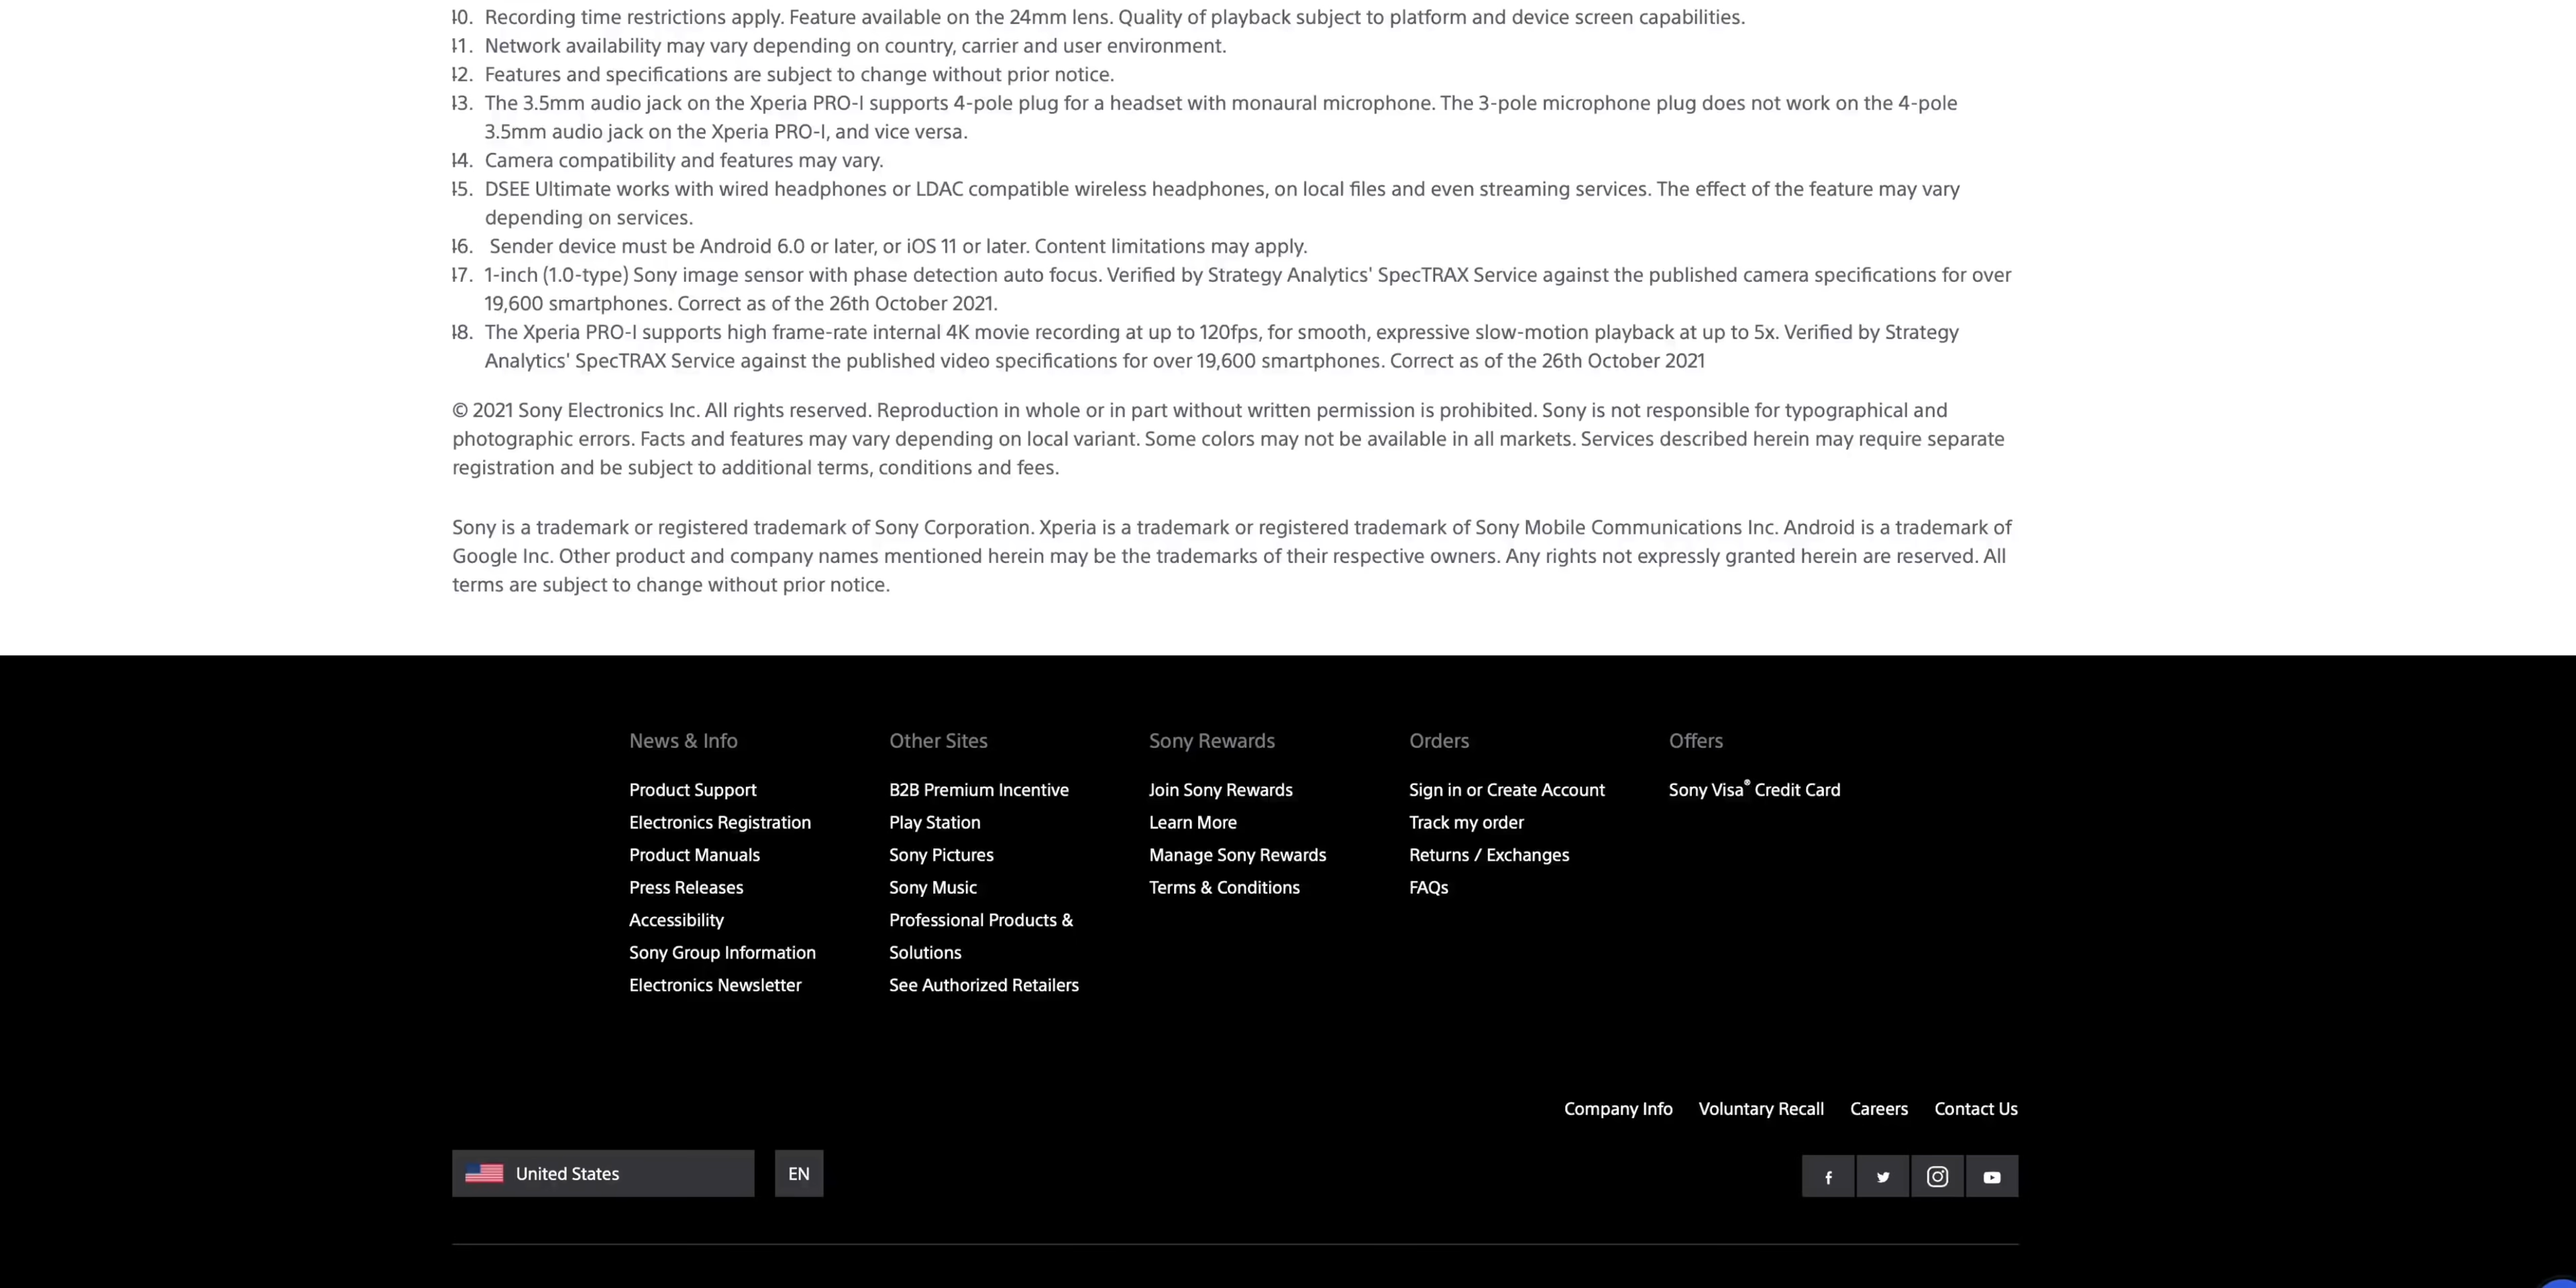 40. Recording time restrictions apply. Feature available on the 24mm lens. Quality of playback subject to platform and device screen capabilities.
41. Network availability may vary depending on country, carrier and user environment.
42. Features and specifications are subject to change without prior notice.
43. The 3.5mm audio jack on the Xperia PRO-I supports 4-pole plug for a headset with monaural microphone. The 3-pole microphone plug does not work on the 4-pole
3.5mm audio jack on the Xperia PRO-I, and vice versa.
44. Camera compatibility and features may vary.
45. DSEE Ultimate works with wired headphones or LDAC compatible wireless headphones, on local files and even streaming services. The effect of the feature may vary
depending on services.
46. Sender device must be Android 6.0 or later, or iOS 11 or later. Content limitations may apply.
47. 1-inch (1.0-type) Sony image sensor with phase detection auto focus. Verified by Strategy Analytics' SpecTRAX Service against the published camera specifications for over
19,600 smartphones. Correct as of the 26th October 2021.
48. The Xperia PRO-I supports high frame-rate internal 4K movie recording at up to 120fps, for smooth, expressive slow-motion playback at up to 5x. Verified by Strategy
Analytics' SpecTRAX Service against the published video specifications for over 19,600 smartphones. Correct as of the 26th October 2021
© 2021 Sony Electronics Inc. All rights reserved. Reproduction in whole or in part without written permission is prohibited. Sony is not responsible for typographical and
photographic errors. Facts and features may vary depending on local variant. Some colors may not be available in all markets. Services described herein may require separate
registration and be subject to additional terms, conditions and fees.
Sony is a trademark or registered trademark of Sony Corporation. Xperia is a trademark or registered trademark of Sony Mobile Communications Inc. Android is a trademark of
Google Inc. Other product and company names mentioned herein may be the trademarks of their respective owners. Any rights not expressly granted herein are reserved. All
terms are subject to change without prior notice.
News & Info
Product Support
Electronics Registration
Product Manuals
Press Releases
Accessibility
Sony Group Information
Electronics Newsletter
Other Sites
B2B Premium Incentive
Play Station
Sony Pictures
Sony Music
Professional Products &
Solutions
See Authorized Retailers
Sony Rewards
Join Sony Rewards
Learn More
Manage Sony Rewards
Terms & Conditions
Orders
Sign in or Create Account
Track my order
Returns / Exchanges
FAQs
Offers
Sony Visa® Credit Card
Company Info Voluntary Recall Careers Contact Us
United States EN